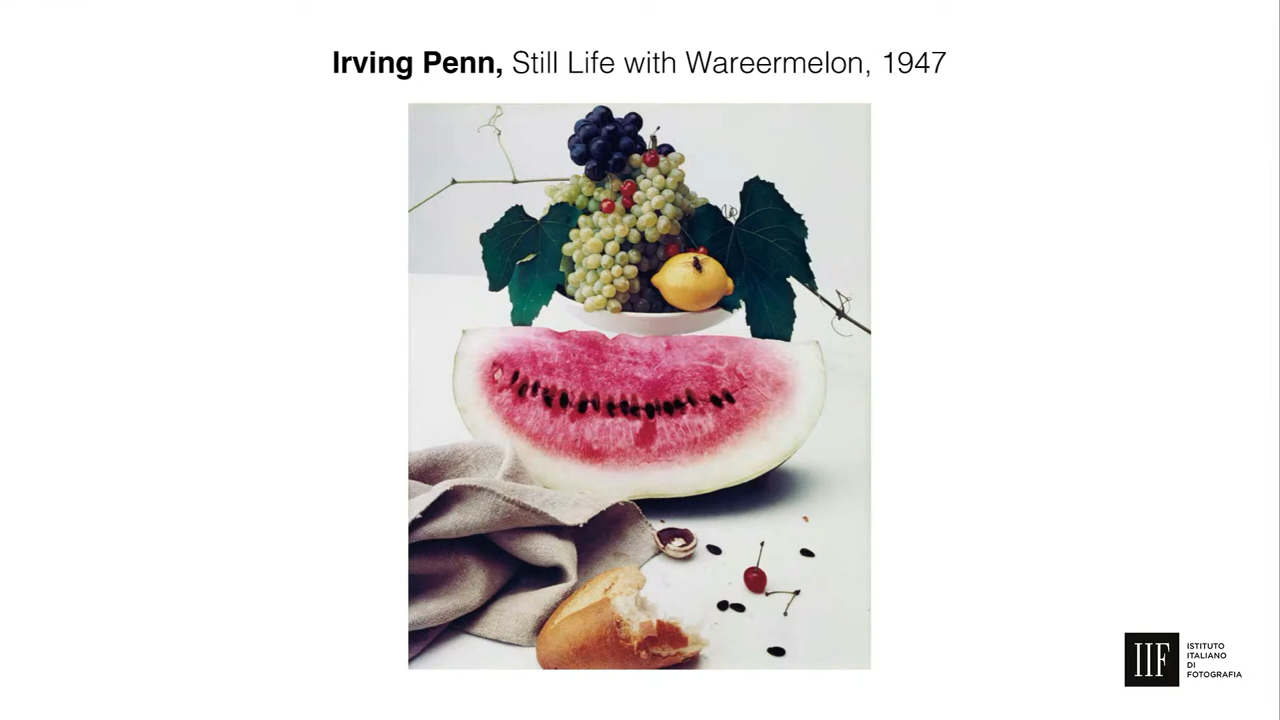 Irving Penn, Still Life with Wareermelon, 1947
IIF
ISTITUTO
ITALIANO
DI
FOTOGRAFIA